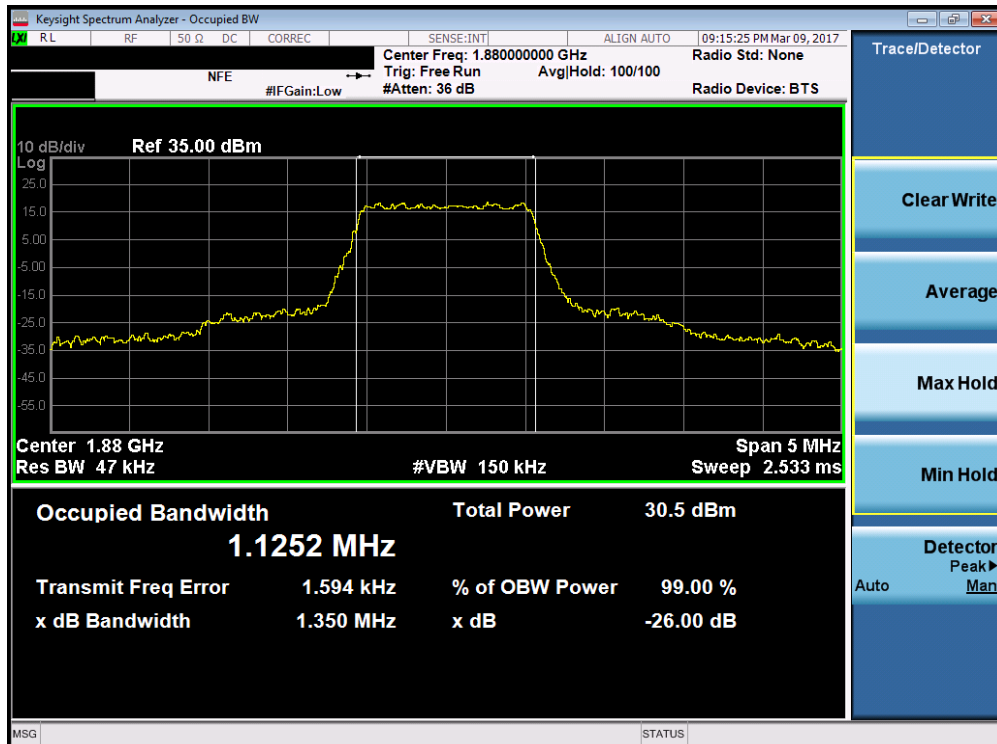 Keysight Spectrum Analyzer - Occupied BW
LXI RL RF 50 Ω DC CORREC SENSE:INT ALIGN AUTO 09:15:25 PM Mar 09, 2017
NFE
#IFGain:Low
Center Freq: 1.880000000 GHz
Trig: Free Run Avg|Hold: 100/100
#Atten: 36 dB
Radio Std: None
Radio Device: BTS
Trace/Detector
10 dB/div Ref 35.00 dBm
Log
25.0
15.0
5.00
-5.00
-15.0
-25.0
-35.0
-45.0
-55.0
Center 1.88 GHz Span 5 MHz
Res BW 47 kHz #VBW 150 kHz Sweep 2.533 ms
Occupied Bandwidth Total Power 30.5 dBm
1.1252 MHz
Transmit Freq Error 1.594 kHz % of OBW Power 99.00 %
x dB Bandwidth 1.350 MHz x dB -26.00 dB
Clear Write
Average
Max Hold
Min Hold
Detector
Peak▶
Auto Man
MSG STATUS